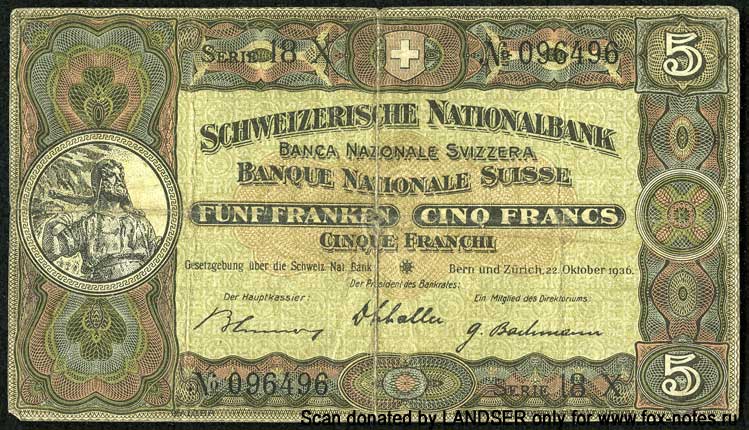 SERIE 18 X № 096496 5
SCHWEIZERISCHE NATIONALBANK
BANCA NAZIONALE SVIZZERA
BANQUE NATIONALE SUISSE
FÜNF FRANKEN CINQ FRANCS
CINQUE FRANCHI
Gesetzgebung über die Schweiz. Nat. Bank Bern und Zürich, 22. Oktober 1936.
Der Präsident des Bankrates:
Der Hauptkassier: Ein Mitglied des Direktoriums:
G. Bachmann
№ 096496 SERIE 18 X 5
Scan donated by LANDSER only for www.fox-notes.ru